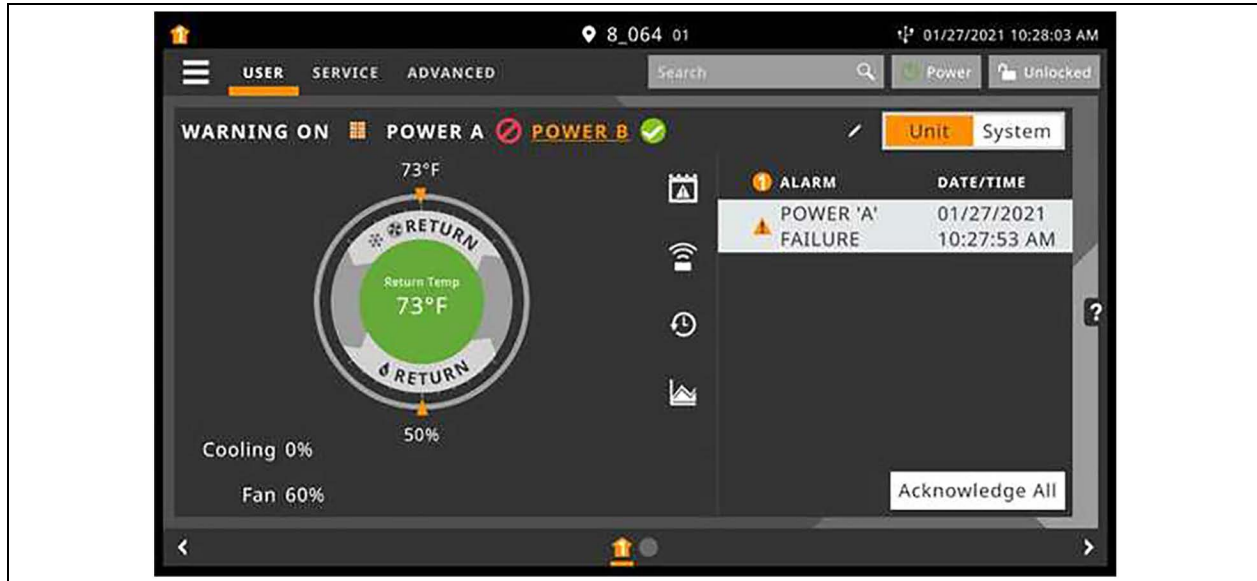 8_064 01
01/27/2021 10:28:03 AM
USER SERVICE ADVANCED
Search
Power
Unlocked
WARNING ON POWER A POWER B
Unit System
73°F
RETURN
Return Temp
73°F
RETURN
50%
Cooling 0%
Fan 60%
1 ALARM DATE/TIME
POWER 'A' 01/27/2021
FAILURE 10:27:53 AM
?
Acknowledge All
1